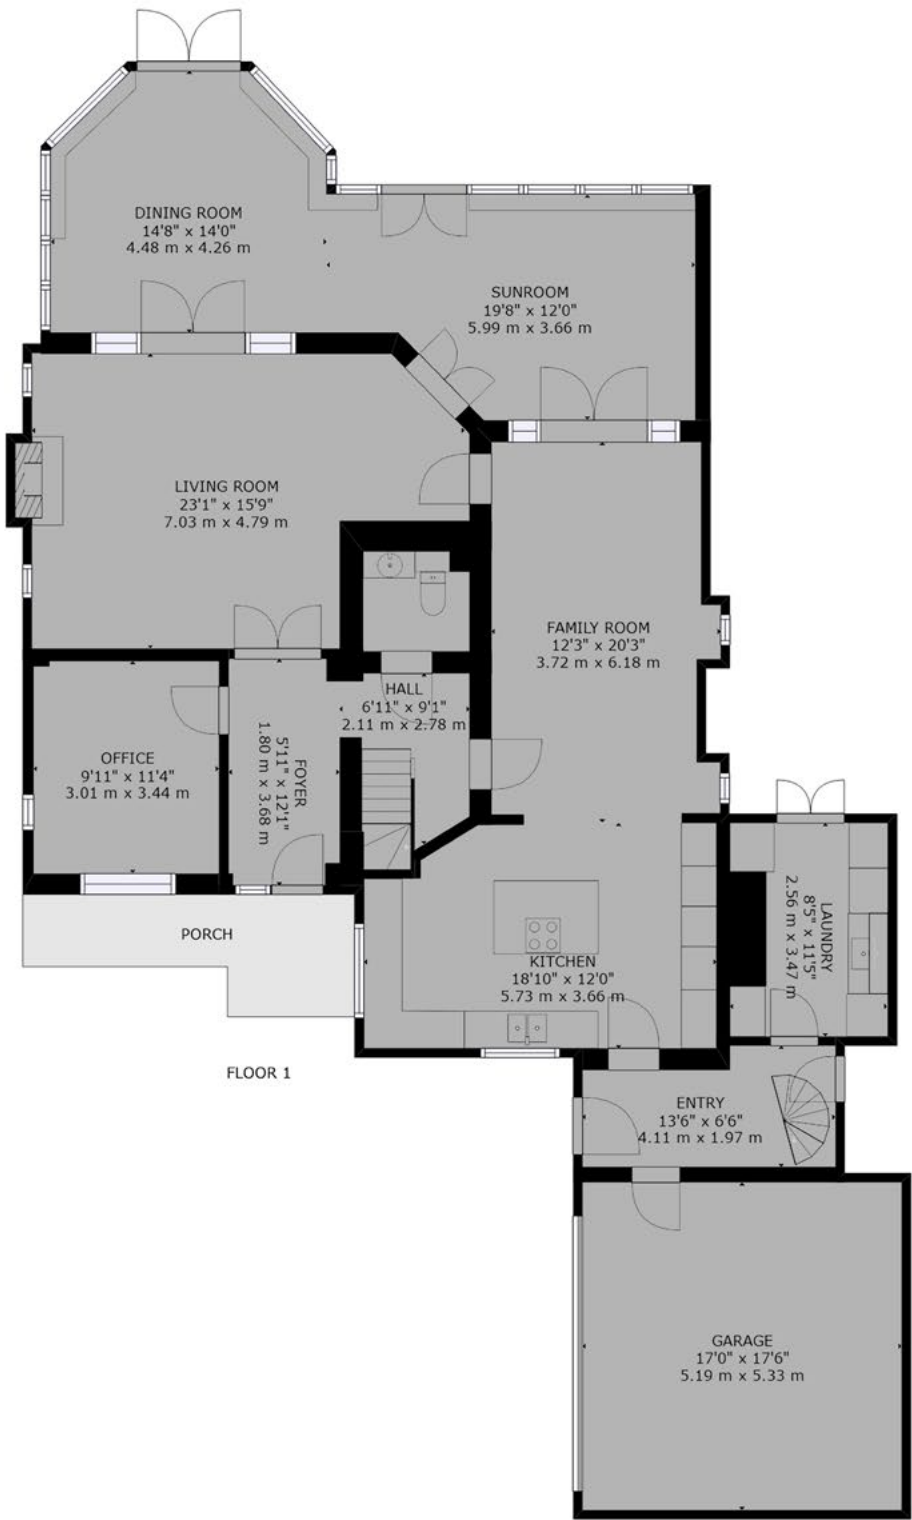 DINING ROOM
14'8" x 14'0"
4.48 m x 4.26 m
SUNROOM
19'8" x 12'0"
5.99 m x 3.66 m
LIVING ROOM
23'1" x 15'9"
7.03 m x 4.79 m
FAMILY ROOM
12'3" x 20'3"
3.72 m x 6.18 m
HALL
6'11" x 9'1"
2.11 m x 2.78 m
OFFICE
9'11" x 11'4"
3.01 m x 3.44 m
FOYER
5'11" x 12'1"
1.80 m x 3.68 m
PORCH
KITCHEN
18'10" x 12'0"
5.73 m x 3.66 m
LAUNDRY
8'5" x 11'5"
2.56 m x 3.47 m
FLOOR 1
ENTRY
13'6" x 6'6"
4.11 m x 1.97 m
GARAGE
17'0" x 17'6"
5.19 m x 5.33 m